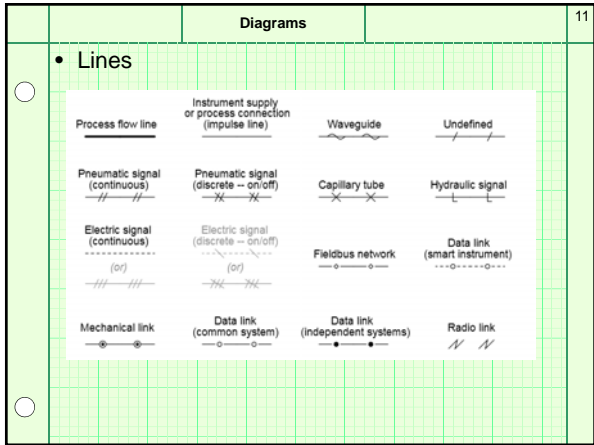 Diagrams
11
• Lines
Process flow line
Instrument supply
or process connection
(impulse line)
Waveguide
Undefined
Pneumatic signal
(continuous)
Pneumatic signal
(discrete -- on/off)
Capillary tube
Hydraulic signal
Electric signal
(continuous)
(or)
Electric signal
(discrete -- on/off)
(or)
Fieldbus network
Data link
(smart instrument)
Mechanical link
Data link
(common system)
Data link
(independent systems)
Radio link